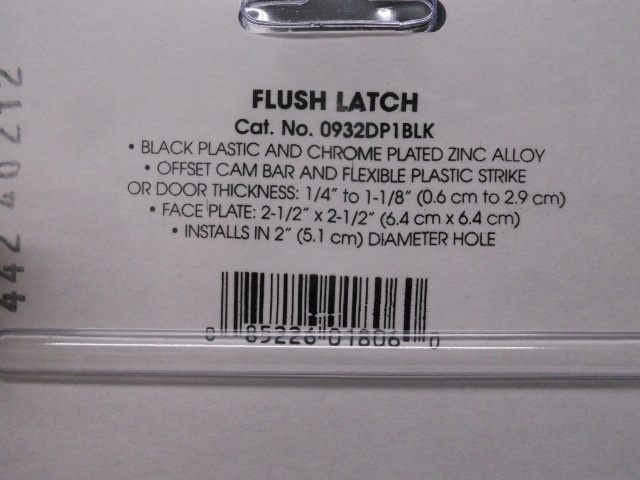 FLUSH LATCH
Cat. No. 0932DP1BLK
• BLACK PLASTIC AND CHROME PLATED ZINC ALLOY
• OFFSET CAM BAR AND FLEXIBLE PLASTIC STRIKE
OR DOOR THICKNESS: 1/4" to 1-1/8" (0.6 cm to 2.9 cm)
• FACE PLATE: 2-1/2" x 2-1/2" (6.4 cm x 6.4 cm)
• INSTALLS IN 2" (5.1 cm) DIAMETER HOLE
0 85226 01806 0
442 40212